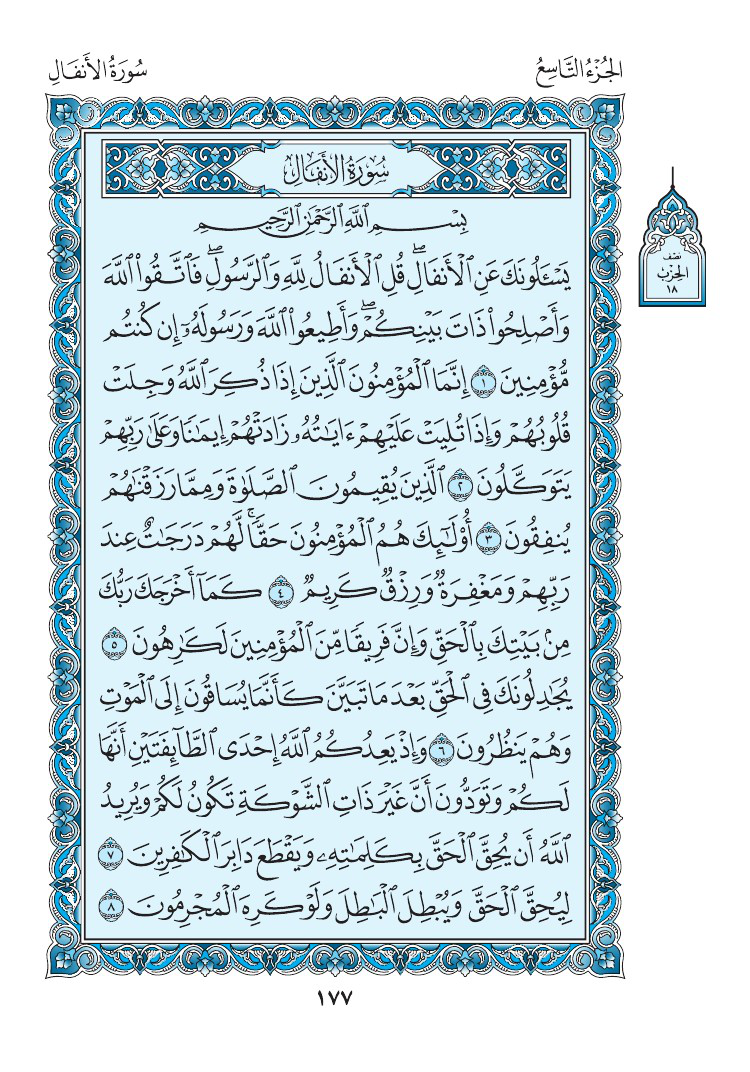 الجُزْءُ التَّاسِعُ
سُورَةُ الأَنفَالِ
سُورَةُ الأَنفَالِ
بِسْمِ ٱللَّهِ ٱلرَّحْمَٰنِ ٱلرَّحِيمِ
يَسْـَٔلُونَكَ عَنِ ٱلْأَنفَالِۖ قُلِ ٱلْأَنفَالُ لِلَّهِ وَٱلرَّسُولِۖ فَٱتَّقُوا۟ ٱللَّهَ
وَأَصْلِحُوا۟ ذَاتَ بَيْنِكُمْۖ وَأَطِيعُوا۟ ٱللَّهَ وَرَسُولَهُۥٓ إِن كُنتُم
مُّؤْمِنِينَ ١ إِنَّمَا ٱلْمُؤْمِنُونَ ٱلَّذِينَ إِذَا ذُكِرَ ٱللَّهُ وَجِلَتْ
قُلُوبُهُمْ وَإِذَا تُلِيَتْ عَلَيْهِمْ ءَايَٰتُهُۥ زَادَتْهُمْ إِيمَٰنًا وَعَلَىٰ رَبِّهِمْ
يَتَوَكَّلُونَ ٢ ٱلَّذِينَ يُقِيمُونَ ٱلصَّلَوٰةَ وَمِمَّا رَزَقْنَٰهُمْ
يُنفِقُونَ ٣ أُو۟لَٰٓئِكَ هُمُ ٱلْمُؤْمِنُونَ حَقًّاۚ لَّهُمْ دَرَجَٰتٌ عِندَ
رَبِّهِمْ وَمَغْفِرَةٌ وَرِزْقٌ كَرِيمٌ ٤ كَمَآ أَخْرَجَكَ رَبُّكَ
مِنۢ بَيْتِكَ بِٱلْحَقِّ وَإِنَّ فَرِيقًا مِّنَ ٱلْمُؤْمِنِينَ لَكَٰرِهُونَ ٥
يُجَٰدِلُونَكَ فِى ٱلْحَقِّ بَعْدَ مَا تَبَيَّنَ كَأَنَّمَا يُسَاقُونَ إِلَى ٱلْمَوْتِ
وَهُمْ يَنظُرُونَ ٦ وَإِذْ يَعِدُكُمُ ٱللَّهُ إِحْدَى ٱلطَّآئِفَتَيْنِ أَنَّهَا
لَكُمْ وَتَوَدُّونَ أَنَّ غَيْرَ ذَاتِ ٱلشَّوْكَةِ تَكُونُ لَكُمْ وَيُرِيدُ
ٱللَّهُ أَن يُحِقَّ ٱلْحَقَّ بِكَلِمَٰتِهِۦ وَيَقْطَعَ دَابِرَ ٱلْكَٰفِرِينَ ٧
لِيُحِقَّ ٱلْحَقَّ وَيُبْطِلَ ٱلْبَٰطِلَ وَلَوْ كَرِهَ ٱلْمُجْرِمُونَ ٨
نصف
الحزب
١٨
١٧٧